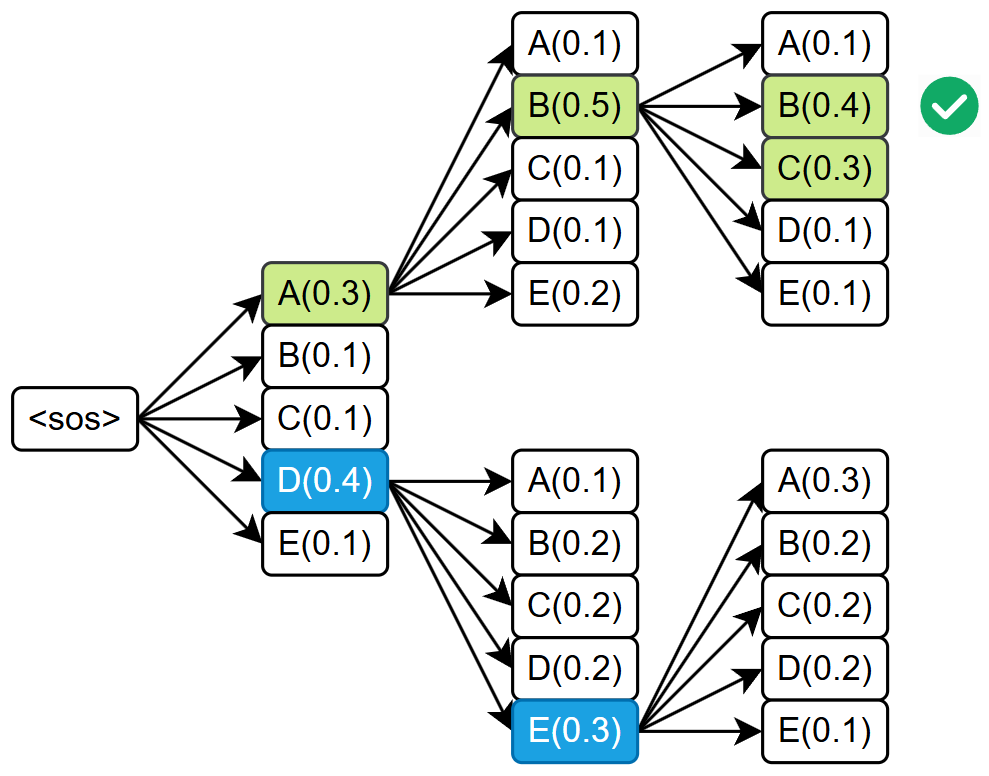 <sos>
A(0.3)
B(0.1)
C(0.1)
D(0.4)
E(0.1)
A(0.1)
B(0.5)
C(0.1)
D(0.1)
E(0.2)
A(0.1)
B(0.4)
C(0.3)
D(0.1)
E(0.1)
A(0.1)
B(0.2)
C(0.2)
D(0.2)
E(0.3)
A(0.3)
B(0.2)
C(0.2)
D(0.2)
E(0.1)